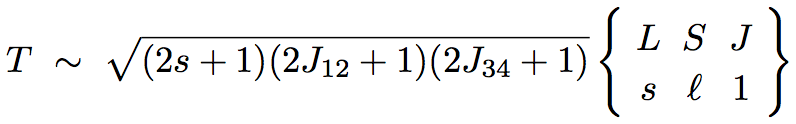 T ∼ √(2s + 1)(2J₁₂ + 1)(2J₃₄ + 1) { L S J
s ℓ 1 }